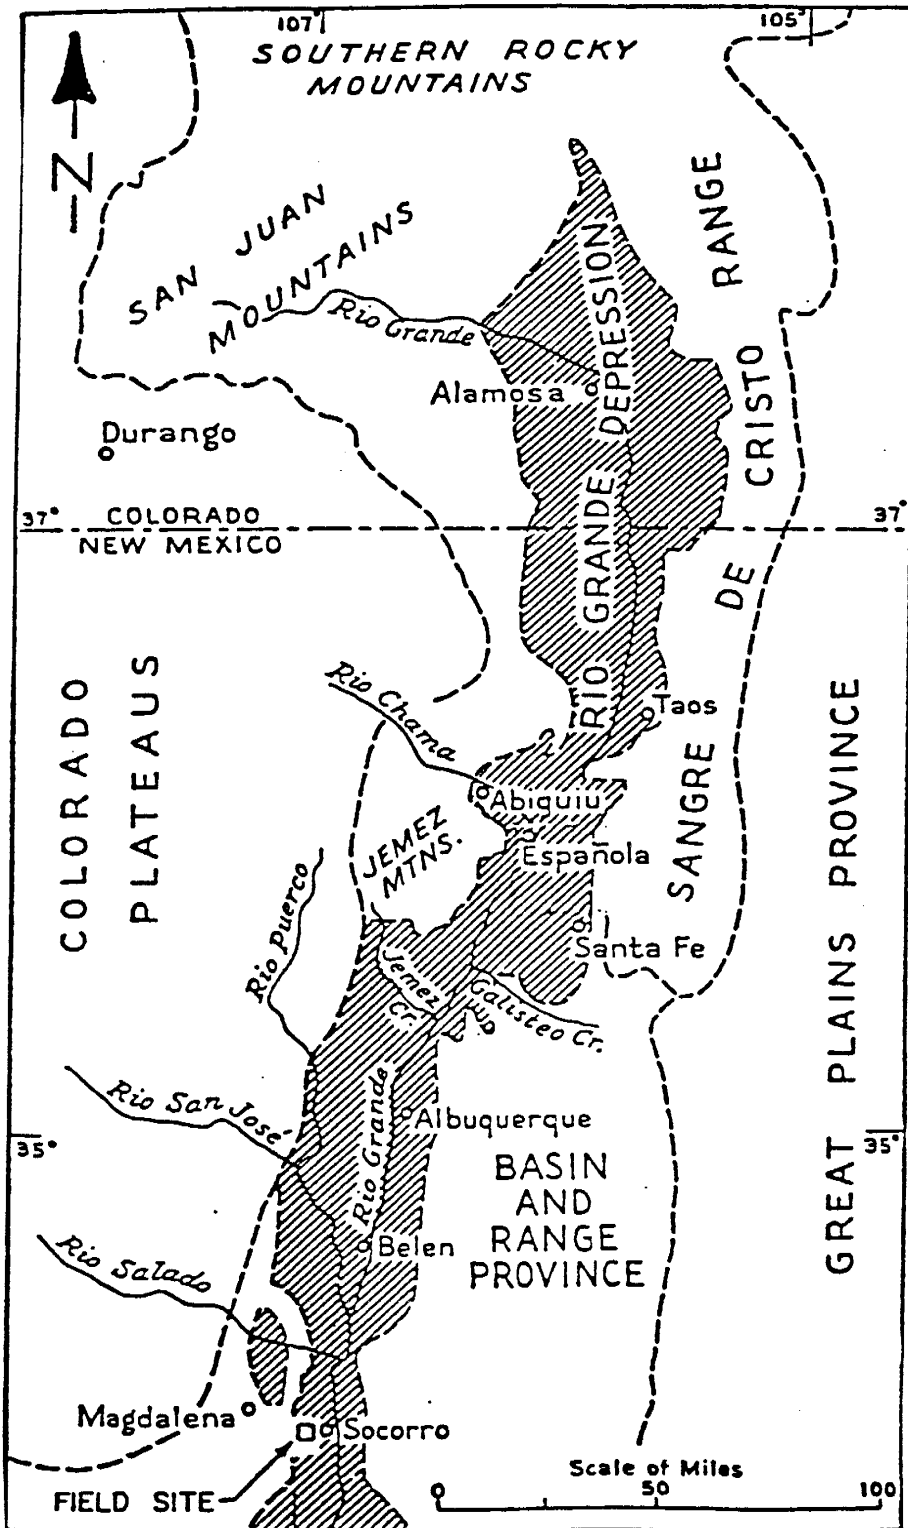 107°
105°
SOUTHERN ROCKY
MOUNTAINS
N
SAN JUAN
MOUNTAINS
RANGE
CRISTO
DE
SANGRE
RIO GRANDE DEPRESSION
Rio Grande
Alamosa
Durango
37°
COLORADO
37°
NEW MEXICO
COLORADO
PLATEAUS
Rio Chama
Taos
Abiquiu
JEMEZ
MTNS.
Española
GREAT PLAINS PROVINCE
Rio Puerco
Santa Fe
Jemez
Cr.
Galisteo Cr.
Rio San José
Rio Grande
Albuquerque
35°
35°
BASIN
AND
RANGE
PROVINCE
Belen
Rio Salado
Magdalena
Socorro
FIELD SITE
Scale of Miles
0
50
100